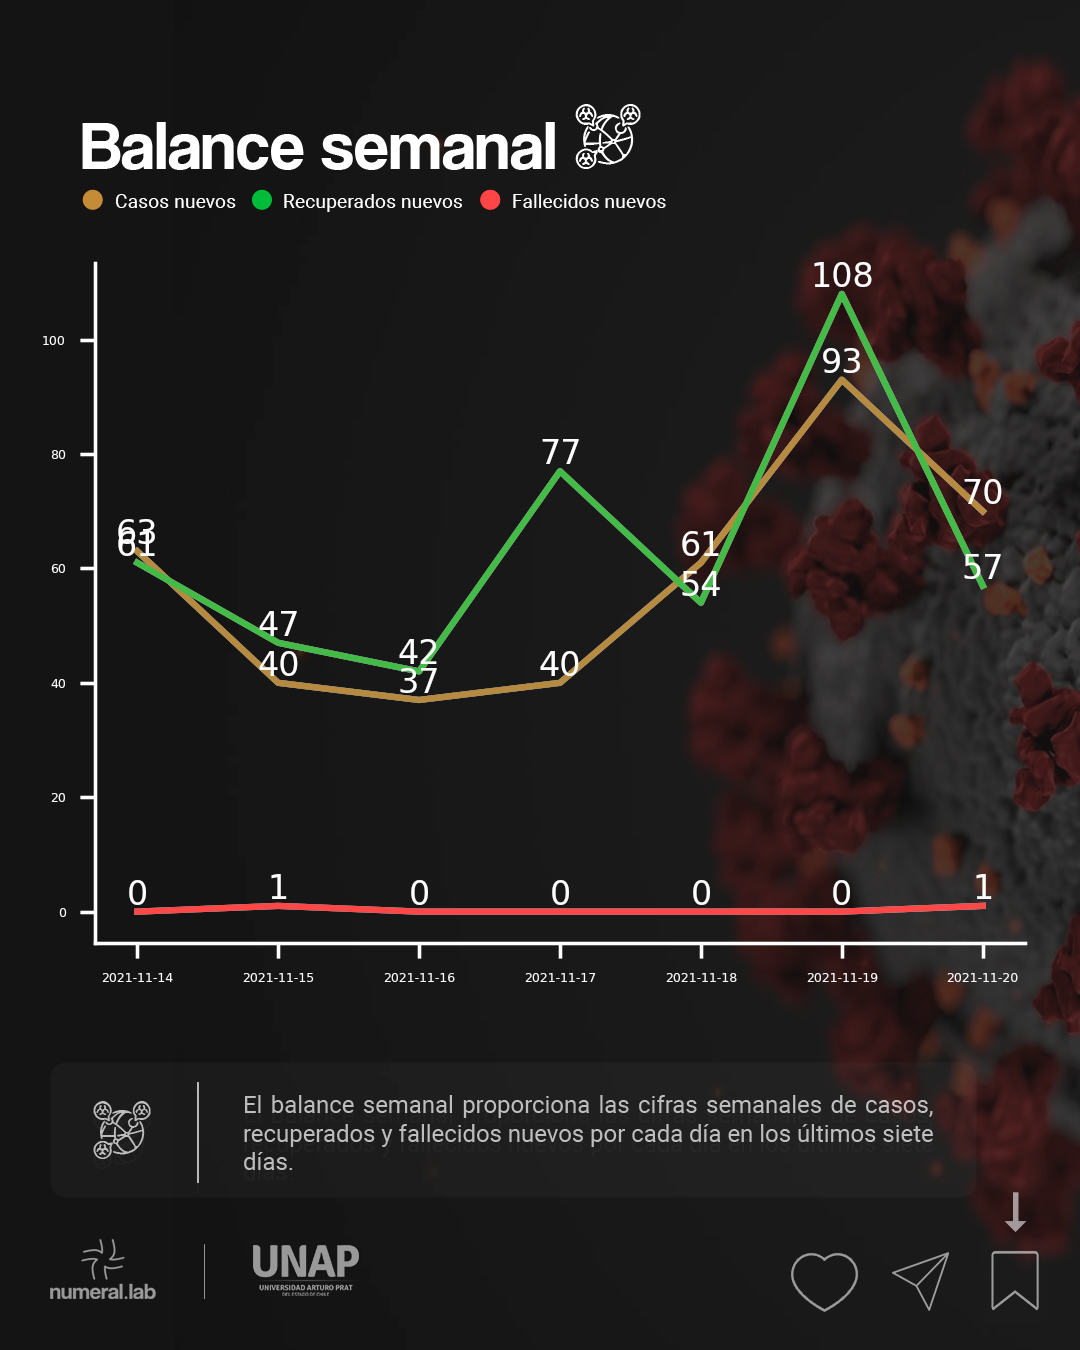 Balance semanal
Casos nuevos Recuperados nuevos Fallecidos nuevos
108
100
93
80
77
70
63
61
61
60
57
54
47
42
40
40
40
37
20
0 1 0 0 0 0 1
0
2021-11-14 2021-11-15 2021-11-16 2021-11-17 2021-11-18 2021-11-19 2021-11-20
El balance semanal proporciona las cifras semanales de casos,
recuperados y fallecidos nuevos por cada día en los últimos siete
días.
numeral.lab
UNAP
UNIVERSIDAD ARTURO PRAT
DEL ESTADO DE CHILE